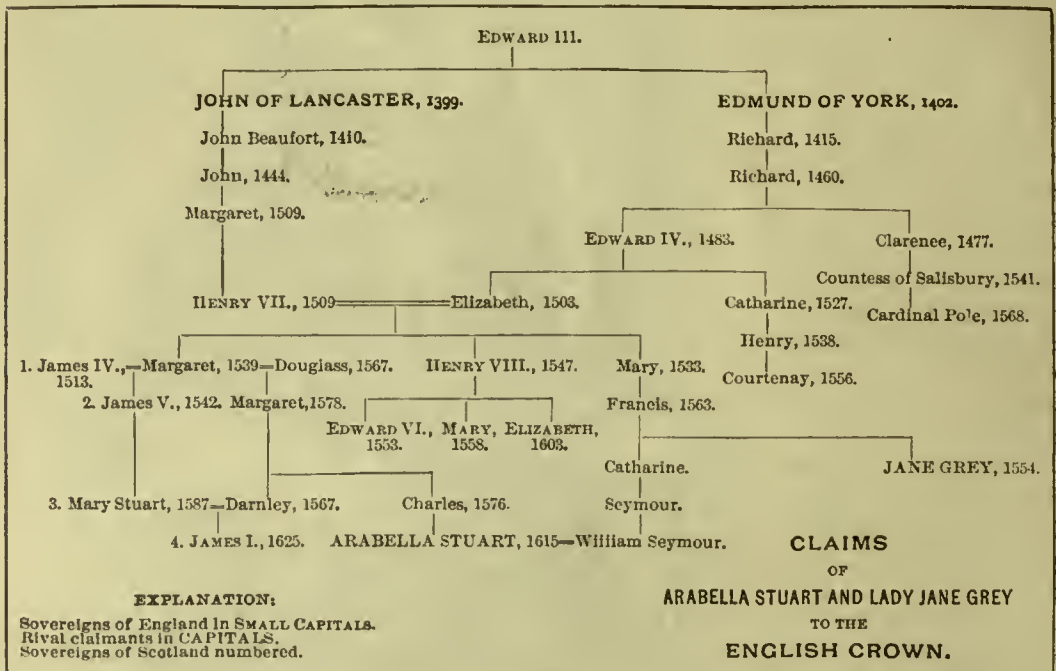 EDWARD III.
JOHN OF LANCASTER, 1399. EDMUND OF YORK, 1402.
John Beaufort, 1410. Richard, 1415.
John, 1444. Richard, 1460.
Margaret, 1509.
EDWARD IV., 1483. Clarence, 1477.
Countess of Salisbury, 1541.
HENRY VII., 1509 Elizabeth, 1503. Catharine, 1527.
Cardinal Pole, 1568.
Henry, 1538.
1. James IV.,=Margaret, 1539=Douglass, 1567. HENRY VIII., 1547. Mary, 1533.
1513. Courtenay, 1556.
2. James V., 1542. Margaret, 1578. Francis, 1563.
EDWARD VI., MARY, ELIZABETH,
1553. 1558. 1603.
Catharine. JANE GREY, 1554.
3. Mary Stuart, 1587=Darnley, 1567. Charles, 1576. Seymour.
4. JAMES I., 1625. ARABELLA STUART, 1615=William Seymour.
CLAIMS
OF
ARABELLA STUART AND LADY JANE GREY
TO THE
ENGLISH CROWN.
EXPLANATION:
Sovereigns of England in SMALL CAPITALS.
Rival claimants in CAPITALS.
Sovereigns of Scotland numbered.